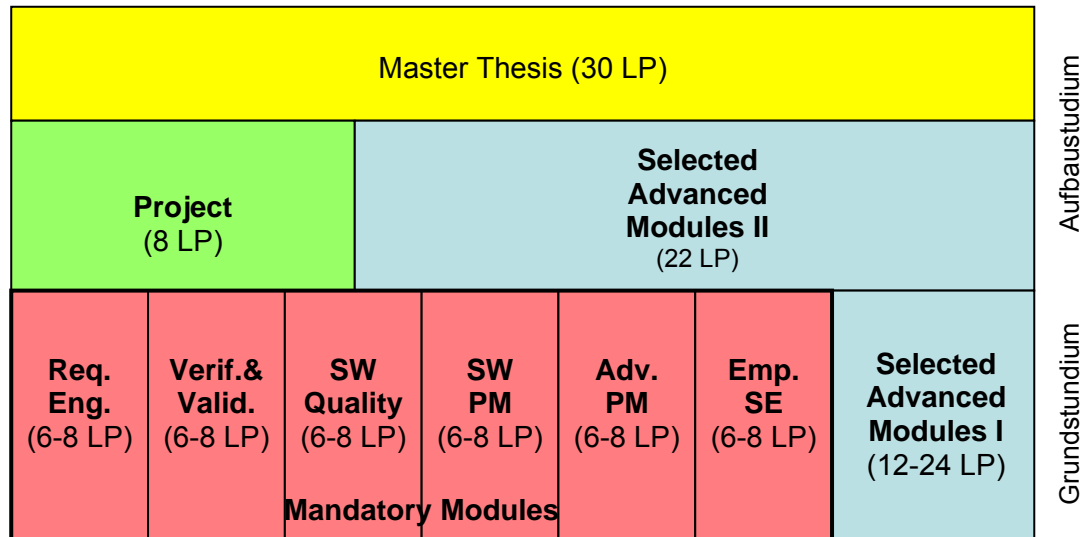 Master Thesis (30 LP)
Aufbaustudium
Project
(8 LP)
Selected
Advanced
Modules II
(22 LP)
Req.
Eng.
(6-8 LP)
Verif.&
Valid.
(6-8 LP)
SW
Quality
(6-8 LP)
SW
PM
(6-8 LP)
Adv.
PM
(6-8 LP)
Emp.
SE
(6-8 LP)
Selected
Advanced
Modules I
(12-24 LP)
Mandatory Modules
Grundstundium